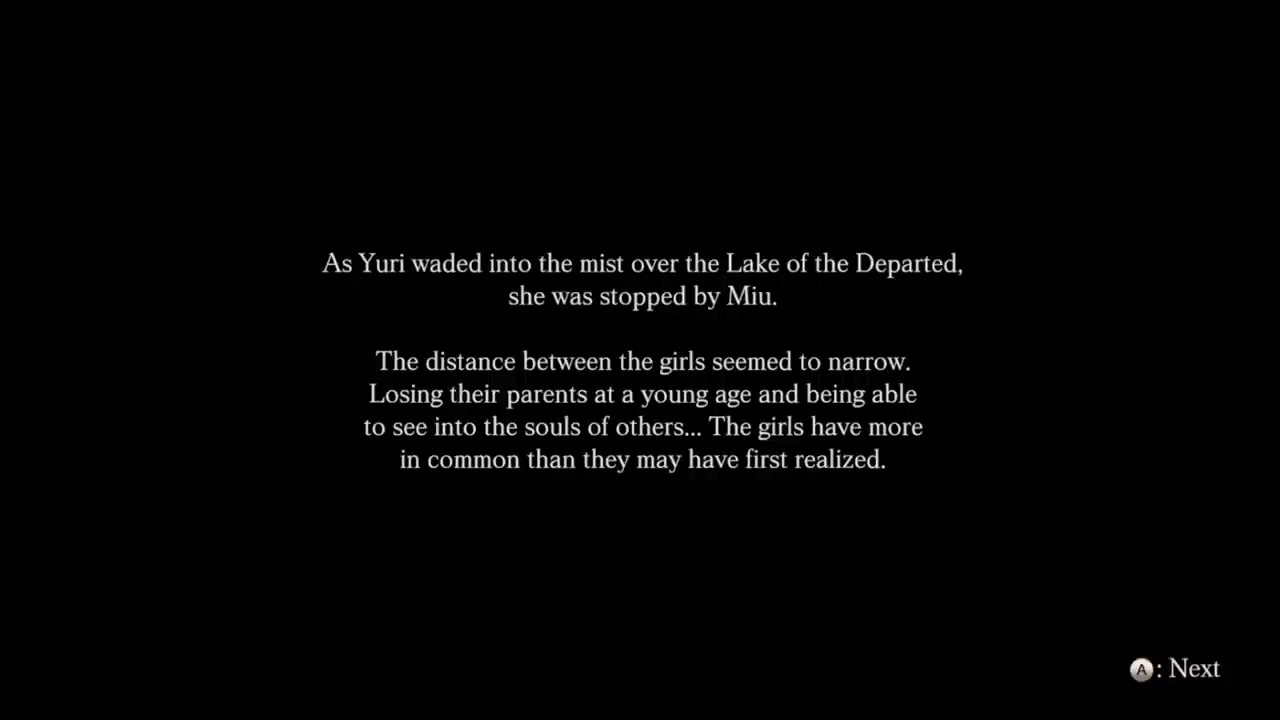 As Yuri waded into the mist over the Lake of the Departed,
she was stopped by Miu.
The distance between the girls seemed to narrow.
Losing their parents at a young age and being able
to see into the souls of others... The girls have more
in common than they may have first realized.
A: Next